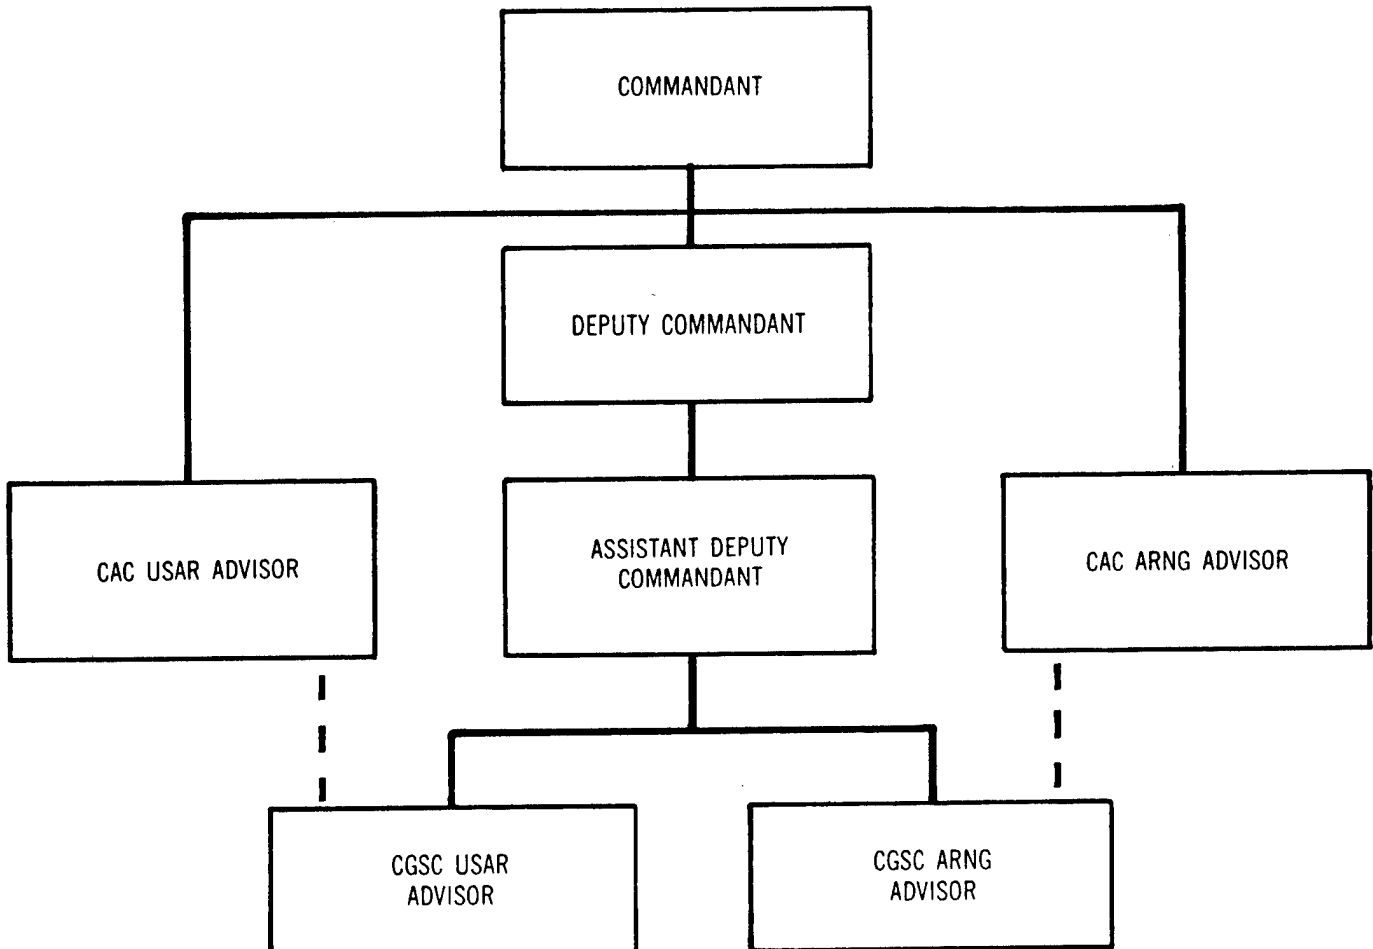 COMMANDANT
DEPUTY COMMANDANT
CAC USAR ADVISOR
ASSISTANT DEPUTY
COMMANDANT
CAC ARNG ADVISOR
CGSC USAR
ADVISOR
CGSC ARNG
ADVISOR